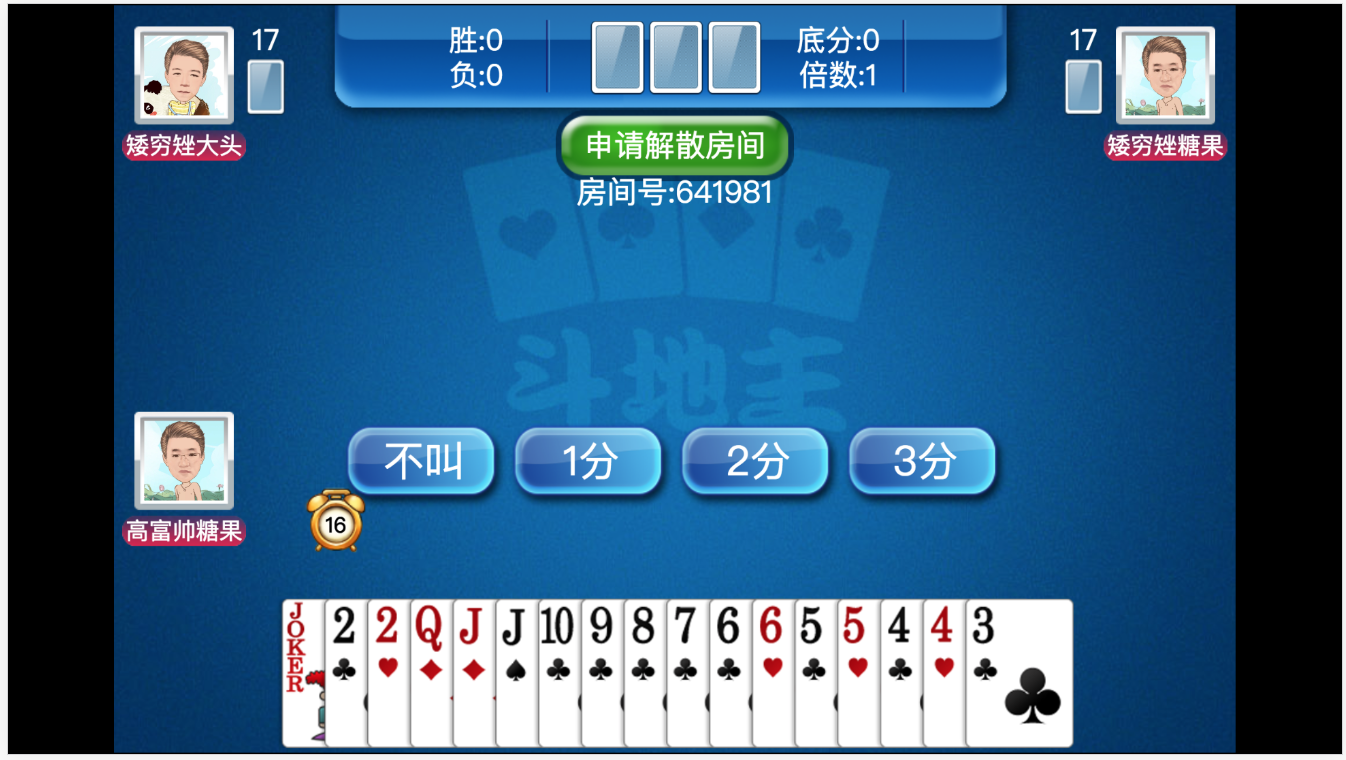 17
胜:0
负:0
底分:0
倍数:1
17
矮穷矬大头
申请解散房间
矮穷矬糖果
房间号:641981
斗地主
不叫
1分
2分
3分
16
高富帅糖果
JOKER 2 2 Q J J 10 9 8 7 6 6 5 5 4 4 3